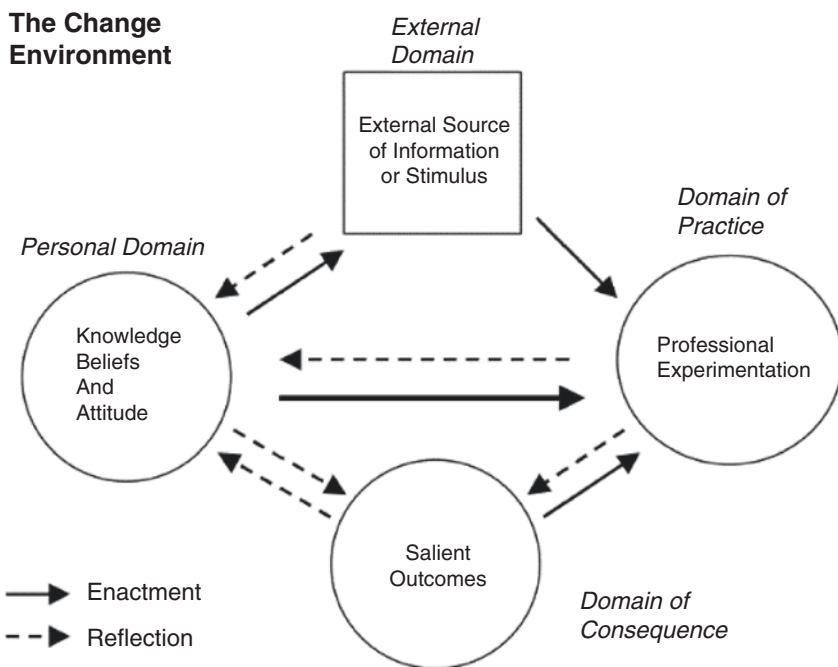 The Change
Environment
External
Domain
External Source
of Information
or Stimulus
Domain of
Practice
Personal Domain
Knowledge
Beliefs
And
Attitude
Professional
Experimentation
Salient
Outcomes
Enactment
Reflection
Domain of
Consequence